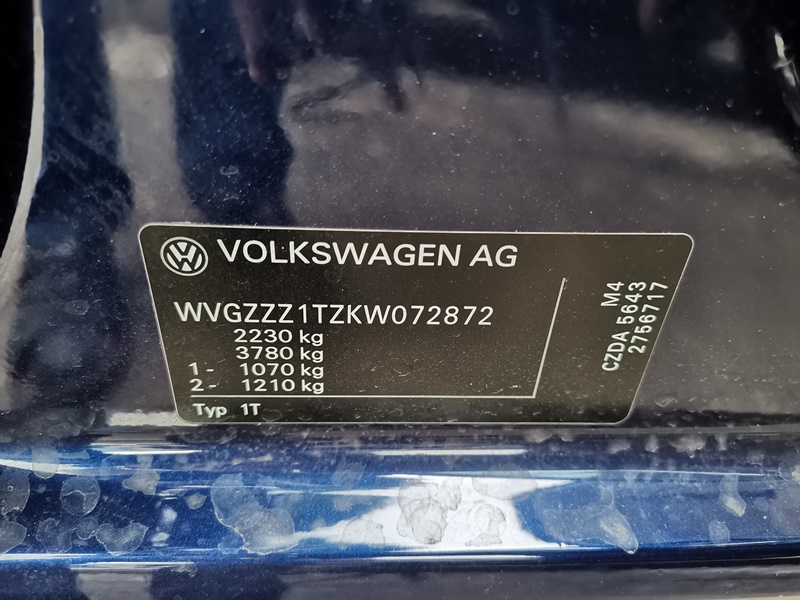 VOLKSWAGEN AG
WVGZZZ1TZKW072872
2230 kg
3780 kg
1 - 1070 kg
2 - 1210 kg
Typ 1T
M4
CZDA 5643
2756717